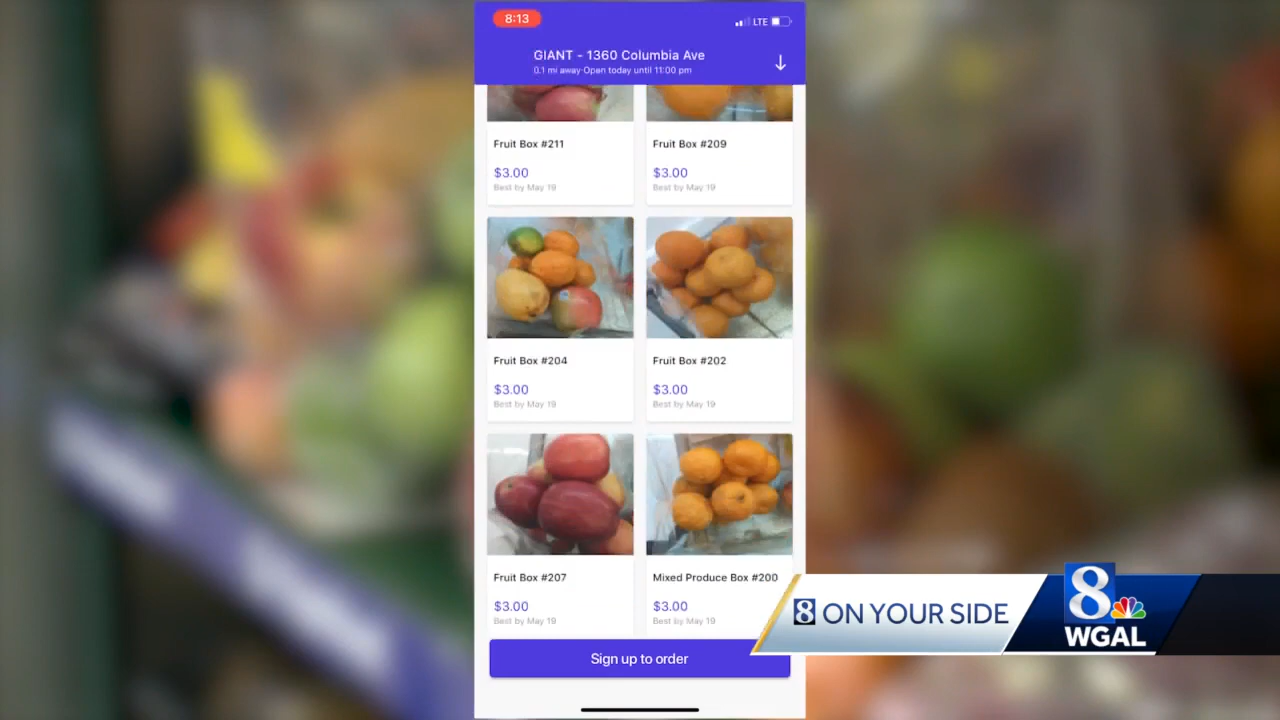 8:13
LTE
GIANT - 1360 Columbia Ave
0.1 mi away·Open today until 11:00 pm
Fruit Box #211
Fruit Box #209
$3.00
$3.00
Best by May 19
Best by May 19
Fruit Box #204
Fruit Box #202
$3.00
$3.00
Best by May 19
Best by May 19
Fruit Box #207
Mixed Produce Box #200
$3.00
$3.00
Best by May 19
Best by May 19
8 ON YOUR SIDE
8
WGAL
Sign up to order